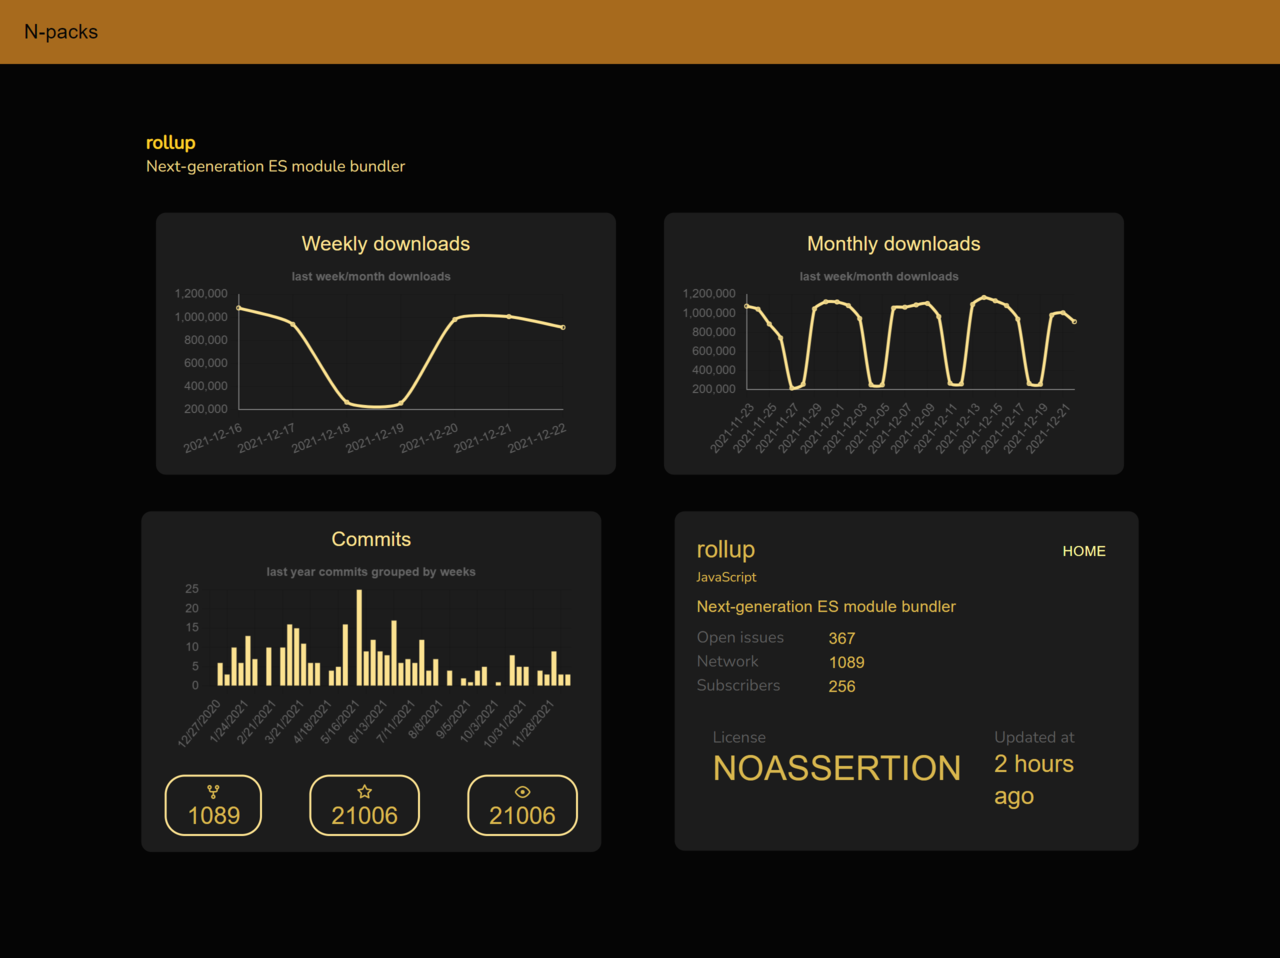 N-packs
rollup
Next-generation ES module bundler
Weekly downloads
last week/month downloads
1,200,000
1,000,000
800,000
600,000
400,000
200,000
2021-12-16
2021-12-17
2021-12-18
2021-12-19
2021-12-20
2021-12-21
2021-12-22
Monthly downloads
last week/month downloads
1,200,000
1,000,000
800,000
600,000
400,000
200,000
2021-11-23
2021-11-25
2021-11-27
2021-11-29
2021-12-01
2021-12-03
2021-12-05
2021-12-07
2021-12-09
2021-12-11
2021-12-13
2021-12-15
2021-12-17
2021-12-19
2021-12-21
Commits
last year commits grouped by weeks
25
20
15
10
5
0
12/27/2020
1/24/2021
2/21/2021
3/21/2021
4/18/2021
5/16/2021
6/13/2021
7/11/2021
8/8/2021
9/5/2021
10/3/2021
10/31/2021
11/28/2021
1089
21006
21006
rollup
HOME
JavaScript
Next-generation ES module bundler
Open issues 367
Network 1089
Subscribers 256
License
NOASSERTION
Updated at
2 hours
ago